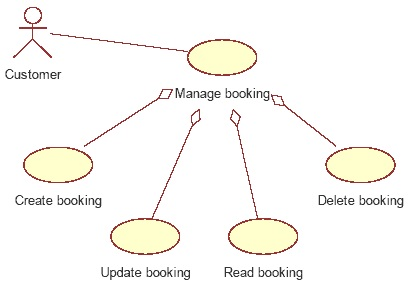 Customer
Manage booking
Create booking
Delete booking
Update booking
Read booking